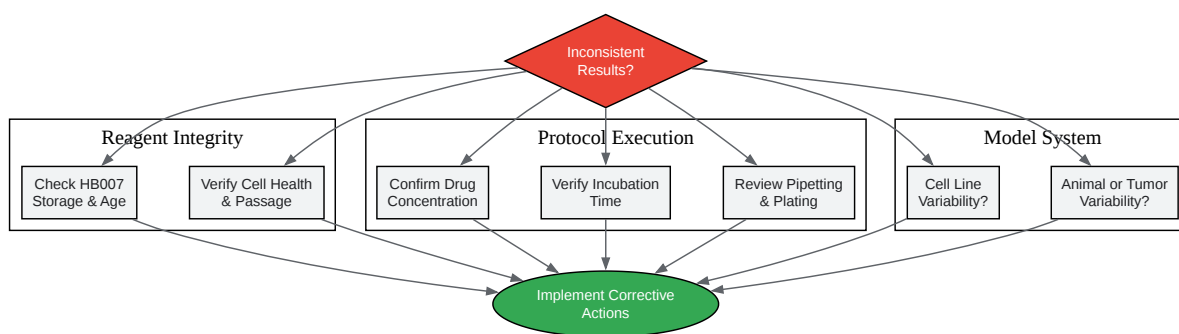 Inconsistent
Results?
Reagent Integrity
Protocol Execution
Model System
Check HB007
Storage & Age
Verify Cell Health
& Passage
Confirm Drug
Concentration
Verify Incubation
Time
Review Pipetting
& Plating
Cell Line
Variability?
Animal or Tumor
Variability?
Implement Corrective
Actions